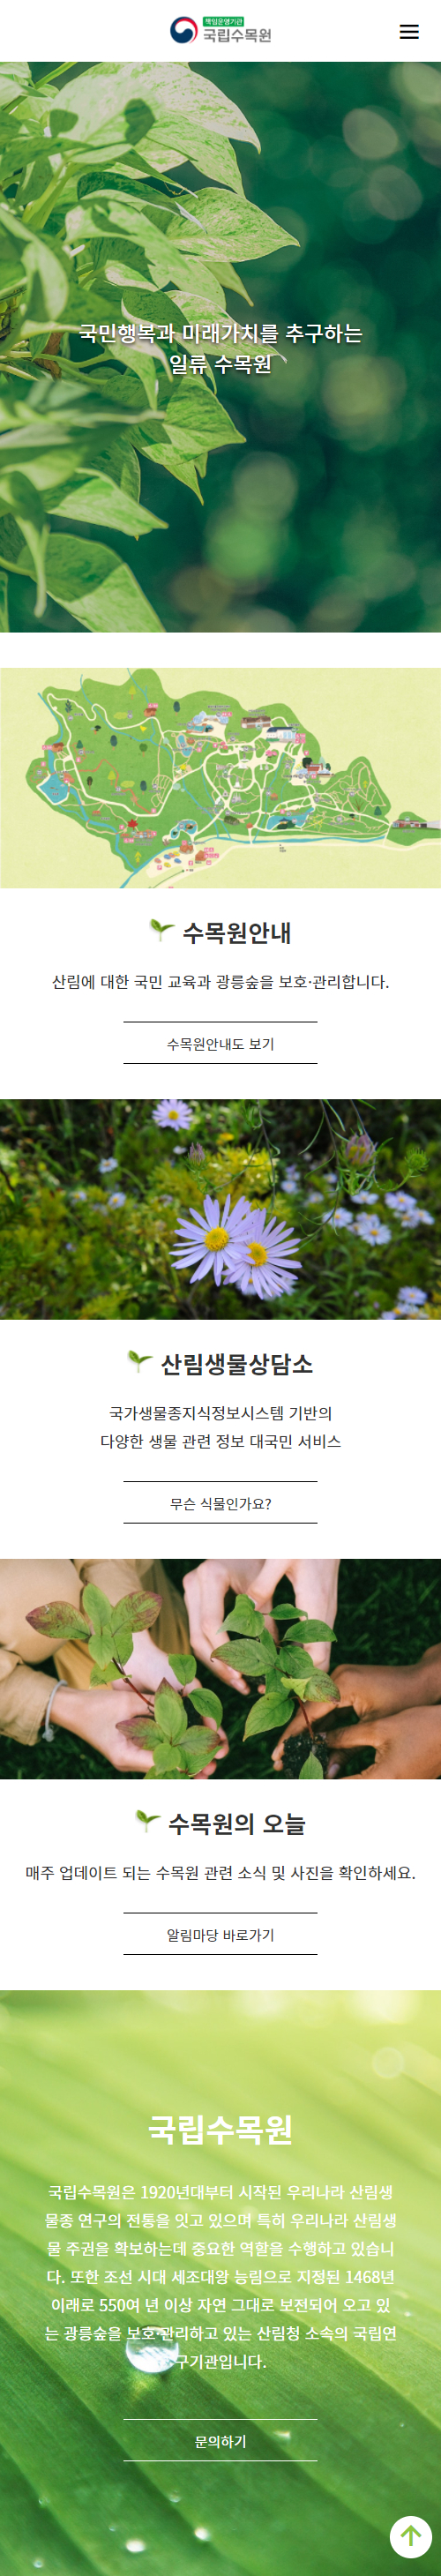 책임운영기관
국립수목원
국민행복과 미래가치를 추구하는
일류 수목원
수목원안내
산림에 대한 국민 교육과 광릉숲을 보호·관리합니다.
수목원안내도 보기
산림생물상담소
국가생물종지식정보시스템 기반의
다양한 생물 관련 정보 대국민 서비스
무슨 식물인가요?
수목원의 오늘
매주 업데이트 되는 수목원 관련 소식 및 사진을 확인하세요.
알림마당 바로가기
국립수목원
국립수목원은 1920년대부터 시작된 우리나라 산림생
물종 연구의 전통을 잇고 있으며 특히 우리나라 산림생
물 주권을 확보하는데 중요한 역할을 수행하고 있습니
다. 또한 조선 시대 세조대왕 능림으로 지정된 1468년
이래로 550여 년 이상 자연 그대로 보전되어 오고 있
는 광릉숲을 보호·관리하고 있는 산림청 소속의 국립연
구기관입니다.
문의하기